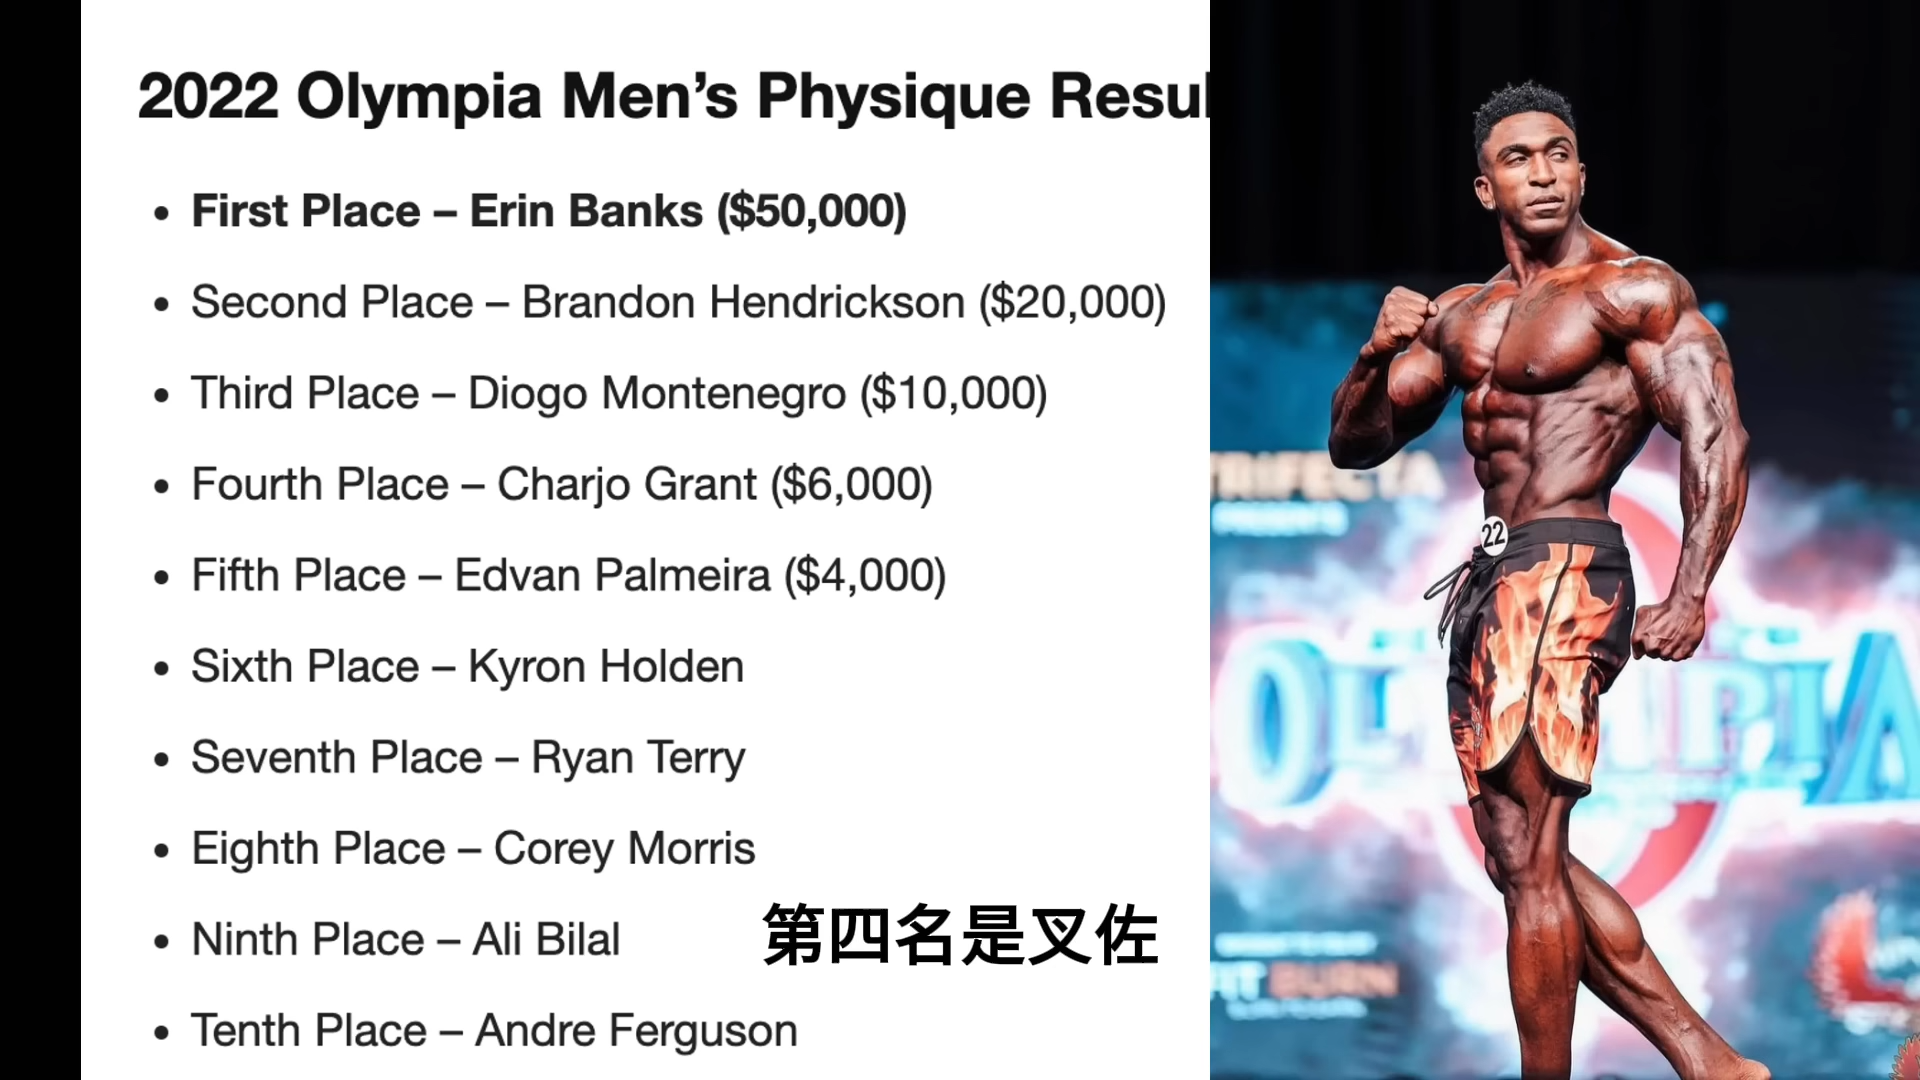 2022 Olympia Men’s Physique Resul
• First Place – Erin Banks ($50,000)
• Second Place – Brandon Hendrickson ($20,000)
• Third Place – Diogo Montenegro ($10,000)
• Fourth Place – Charjo Grant ($6,000)
• Fifth Place – Edvan Palmeira ($4,000)
• Sixth Place – Kyron Holden
• Seventh Place – Ryan Terry
• Eighth Place – Corey Morris
• Ninth Place – Ali Bilal
• Tenth Place – Andre Ferguson
第四名是叉佐
22
TRIFECTA
PRESENTS
OLYMPIA
FIT BURN